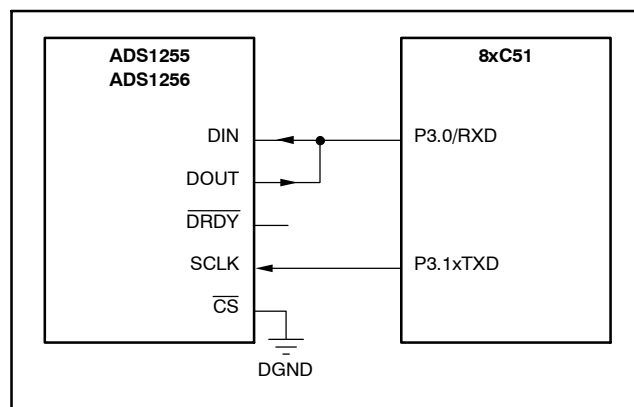 ADS1255
ADS1256
8xC51
DIN
P3.0/RXD
DOUT
DRDY
SCLK
P3.1xTXD
CS
DGND